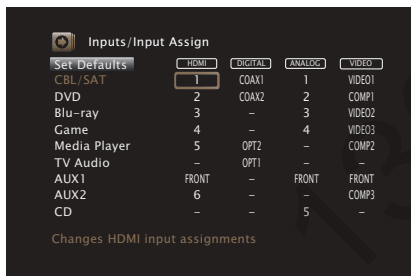 Inputs/Input Assign
Set Defaults HDMI DIGITAL ANALOG VIDEO
CBL/SAT 1 COAX1 1 VIDEO1
DVD 2 COAX2 2 COMP1
Blu-ray 3 – 3 VIDEO2
Game 4 – 4 VIDEO3
Media Player 5 OPT2 – COMP2
TV Audio – OPT1 – –
AUX1 FRONT – FRONT FRONT
AUX2 6 – – COMP3
CD – – 5 –
Changes HDMI input assignments